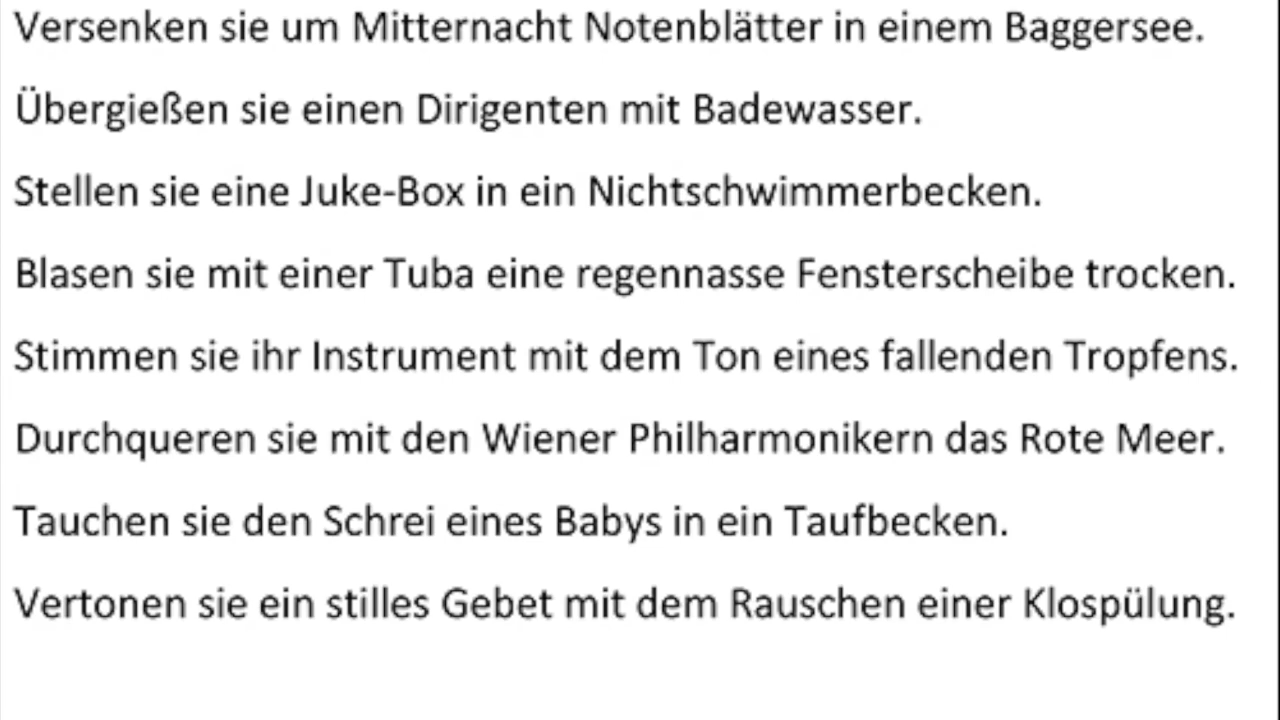 Versenken sie um Mitternacht Notenblätter in einem Baggersee.
Übergießen sie einen Dirigenten mit Badewasser.
Stellen sie eine Juke-Box in ein Nichtschwimmerbecken.
Blasen sie mit einer Tuba eine regennasse Fensterscheibe trocken.
Stimmen sie ihr Instrument mit dem Ton eines fallenden Tropfens.
Durchqueren sie mit den Wiener Philharmonikern das Rote Meer.
Tauchen sie den Schrei eines Babys in ein Taufbecken.
Vertonen sie ein stilles Gebet mit dem Rauschen einer Klospülung.